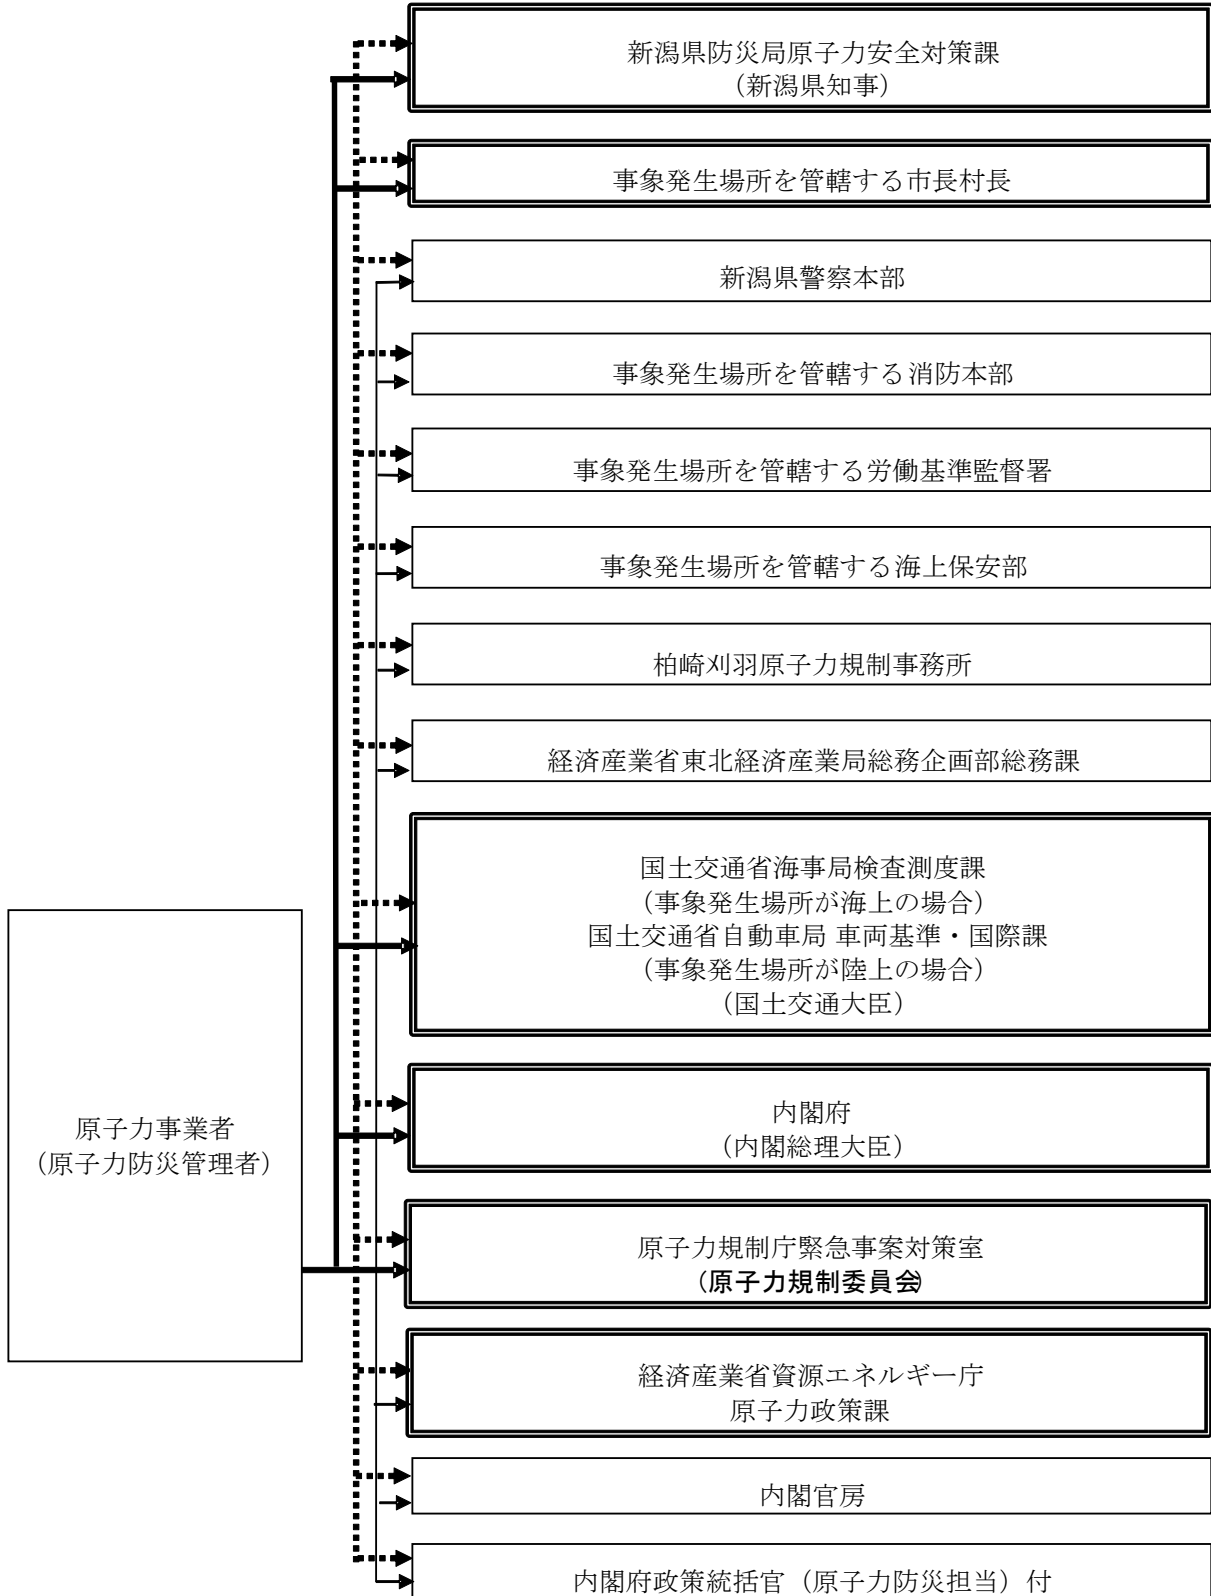 新潟県防災局原子力安全対策課
（新潟県知事）
事象発生場所を管轄する市長村長
新潟県警察本部
事象発生場所を管轄する消防本部
事象発生場所を管轄する労働基準監督署
事象発生場所を管轄する海上保安部
柏崎刈羽原子力規制事務所
経済産業省東北経済産業局総務企画部総務課
国土交通省海事局検査測度課
（事象発生場所が海上の場合）
国土交通省自動車局 車両基準・国際課
（事象発生場所が陸上の場合）
（国土交通大臣）
原子力事業者
（原子力防災管理者）
内閣府
（内閣総理大臣）
原子力規制庁緊急事案対策室
（原子力規制委員会）
経済産業省資源エネルギー庁
原子力政策課
内閣官房
内閣府政策統括官（原子力防災担当）付